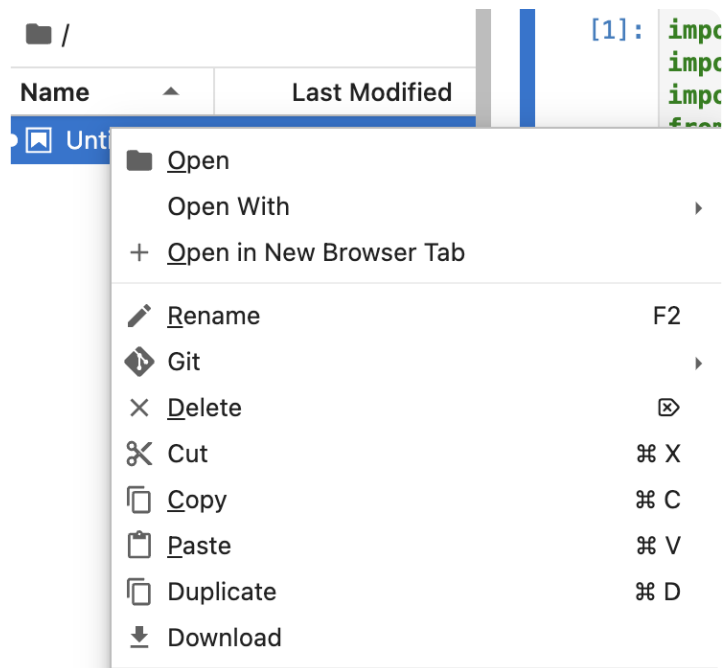 /
[1]:
Name
Last Modified
Open
Open With
Open in New Browser Tab
Rename F2
Git
Delete
Cut ⌘ X
Copy ⌘ C
Paste ⌘ V
Duplicate ⌘ D
Download